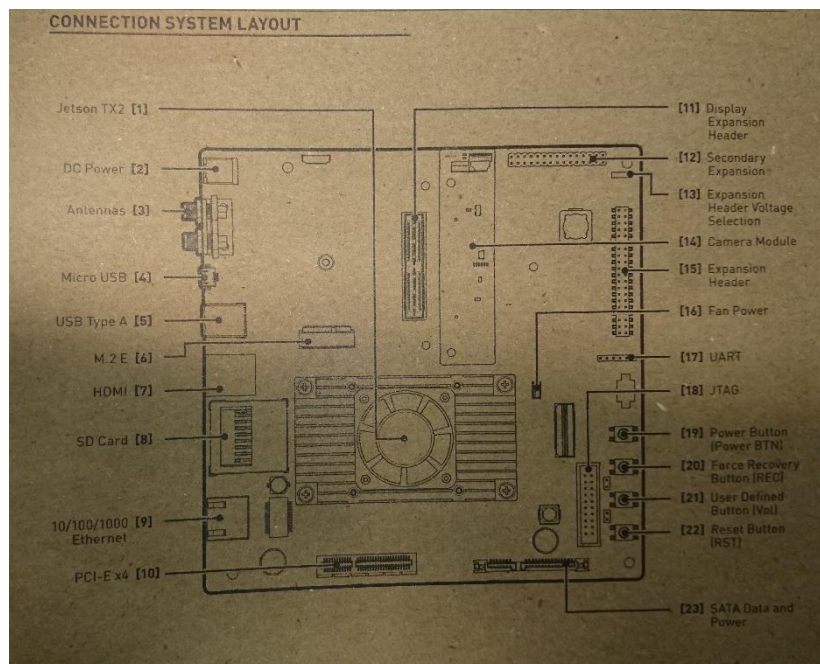 CONNECTION SYSTEM LAYOUT
Jetson TX2 [1]
DC Power [2]
Antennas [3]
Micro USB [4]
USB Type A [5]
M.2 E [6]
HDMI [7]
SD Card [8]
10/100/1000 [9]
Ethernet
PCI-E x4 [10]
[11] Display
Expansion
Header
[12] Secondary
Expansion
[13] Expansion
Header Voltage
Selection
[14] Camera Module
[15] Expansion
Header
[16] Fan Power
[17] UART
[18] JTAG
[19] Power Button
(Power BTN)
[20] Force Recovery
Button (REC)
[21] User Defined
Button (Vol)
[22] Reset Button
(RST)
[23] SATA Data and
Power